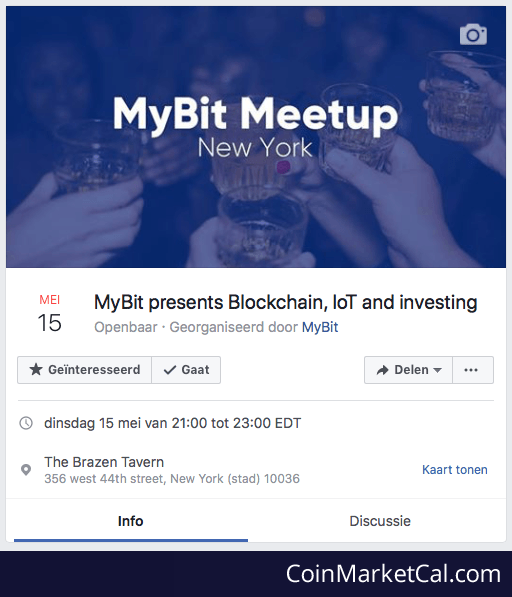 MyBit Meetup
New York
MEI
15
MyBit presents Blockchain, IoT and investing
Openbaar · Georganiseerd door MyBit
Geïnteresseerd
Gaat
Delen
dinsdag 15 mei van 21:00 tot 23:00 EDT
The Brazen Tavern
356 west 44th street, New York (stad) 10036
Kaart tonen
Info
Discussie
CoinMarketCal.com